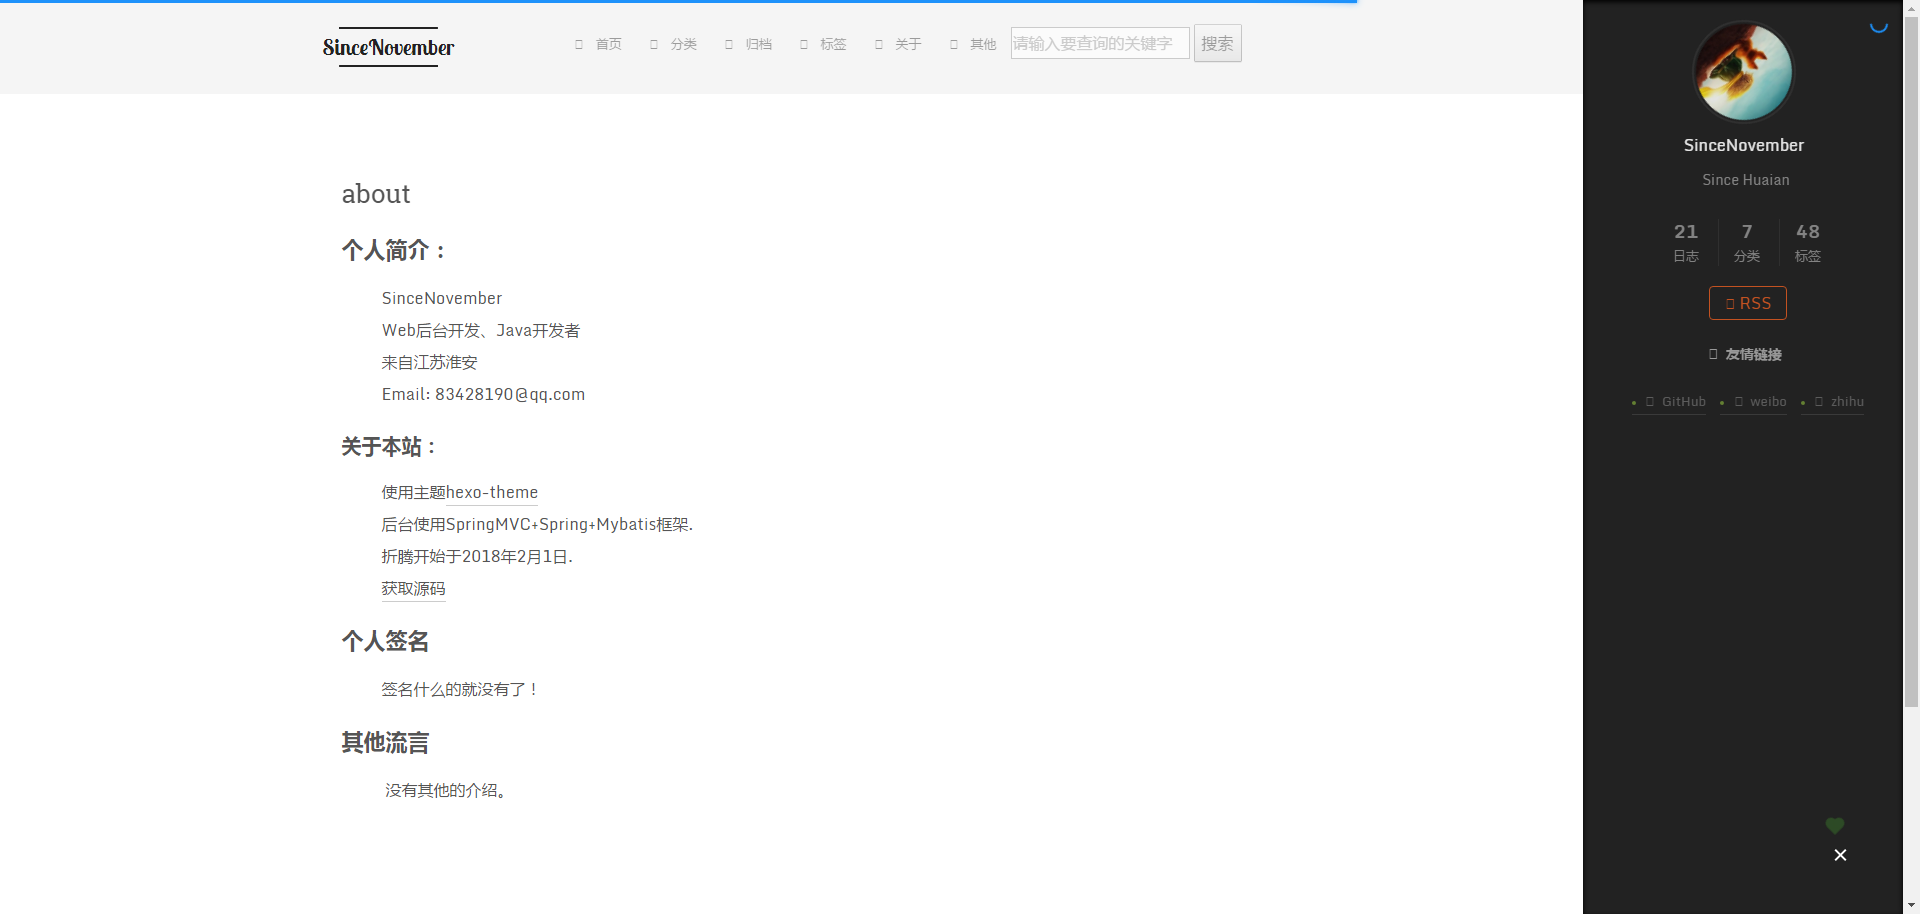 SinceNovember
首页 分类 归档 标签 关于 其他 请输入要查询的关键字 搜索
about
个人简介：
SinceNovember
Web后台开发、Java开发者
来自江苏淮安
Email: 83428190@qq.com
关于本站：
使用主题hexo-theme
后台使用SpringMVC+Spring+Mybatis框架.
折腾开始于2018年2月1日.
获取源码
个人签名
签名什么的就没有了！
其他流言
没有其他的介绍。
SinceNovember
Since Huaian
21 7 48
日志 分类 标签
RSS
友情链接
GitHub weibo zhihu